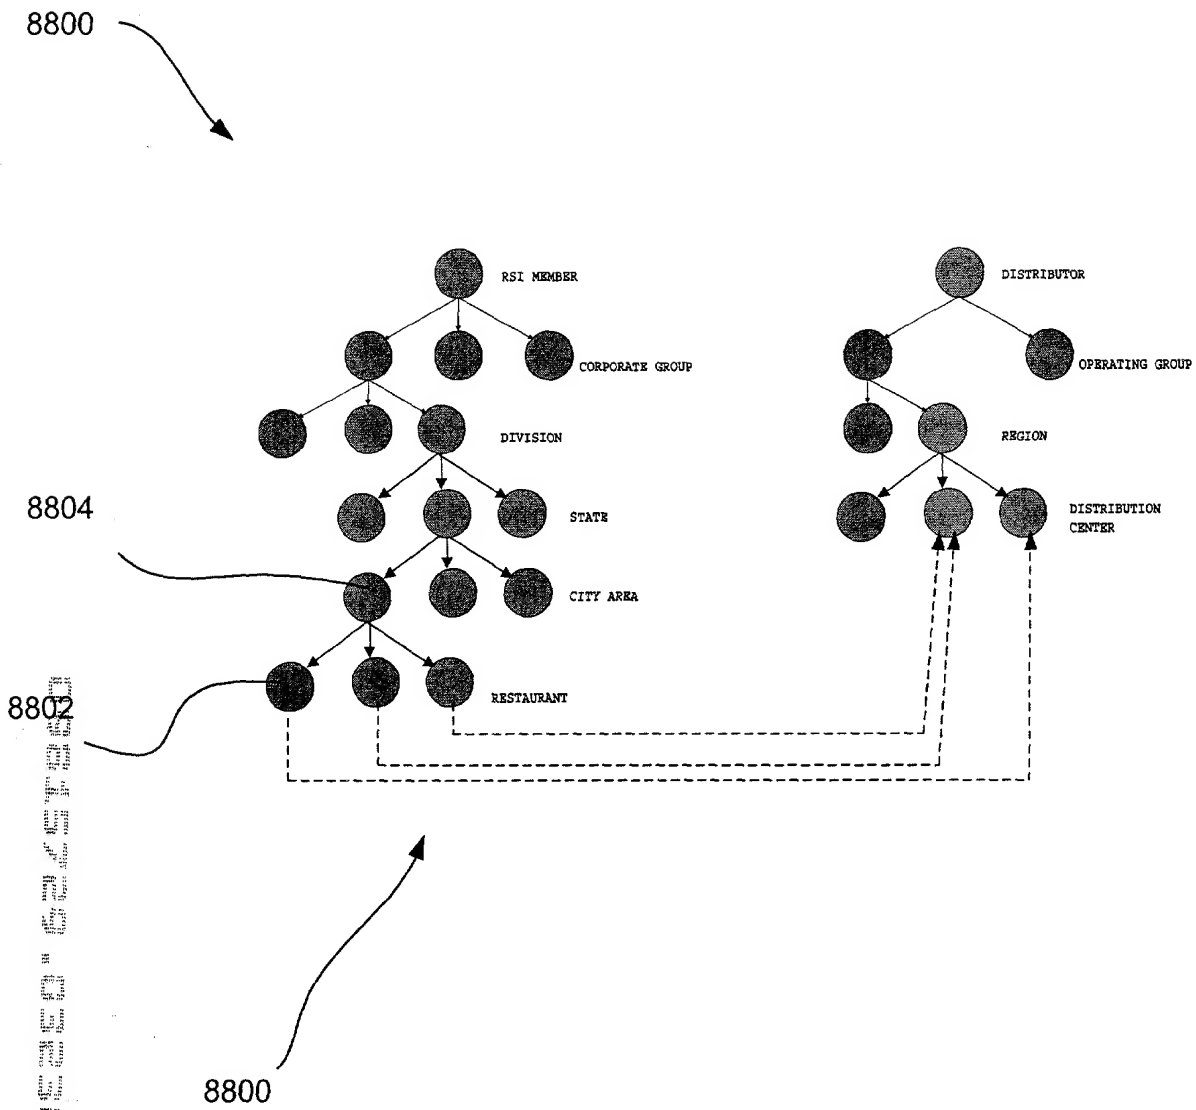 8800
RSI MEMBER
DISTRIBUTOR
CORPORATE GROUP
OPERATING GROUP
DIVISION
REGION
8804
STATE
DISTRIBUTION
CENTER
CITY AREA
8802
RESTAURANT
8800